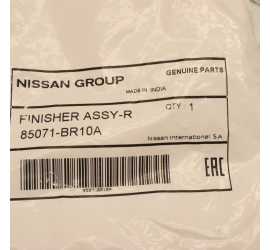 NISSAN GROUP
GENUINE PARTS
MADE IN INDIA
FINISHER ASSY-R
QTY: 1
85071-BR10A
Nissan International SA
EAC